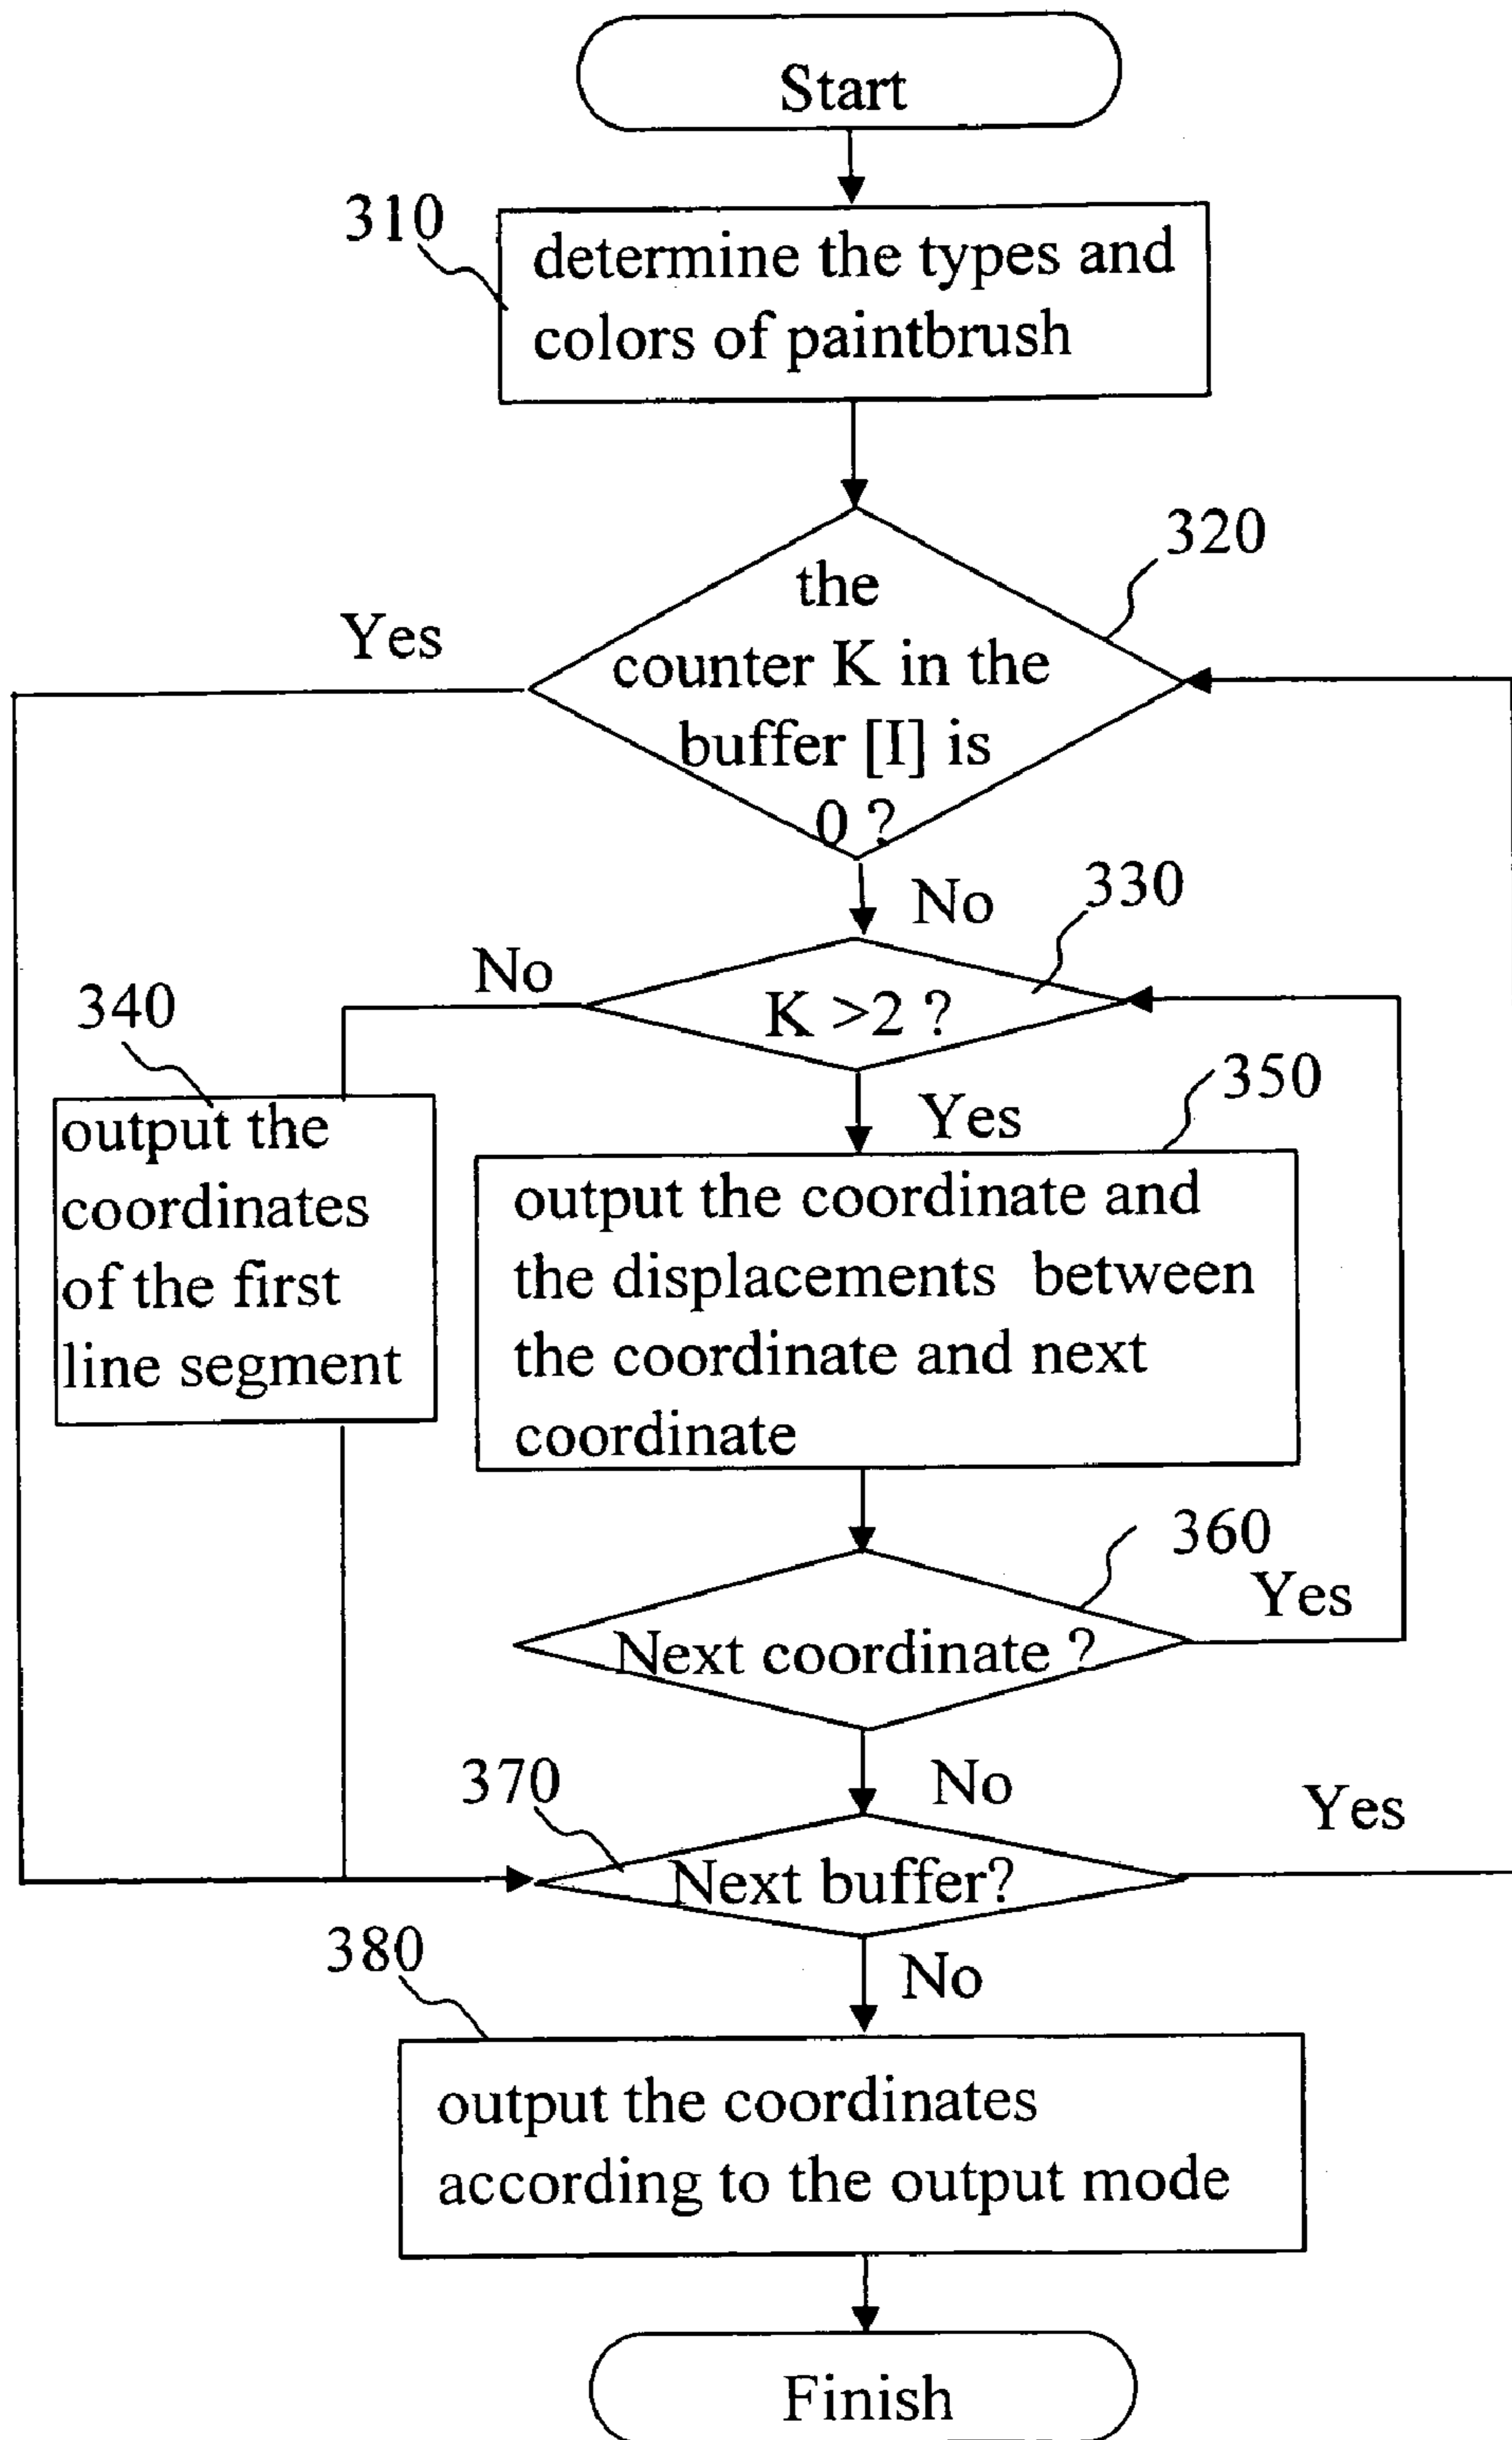 Start
310
determine the types and
colors of paintbrush
320
the
counter K in the
buffer [I] is
0 ?
Yes
No
330
K >2 ?
No
340
output the
coordinates
of the first
line segment
Yes
350
output the coordinate and
the displacements between
the coordinate and next
coordinate
360
Next coordinate ?
Yes
No
370
Next buffer?
Yes
No
380
output the coordinates
according to the output mode
Finish